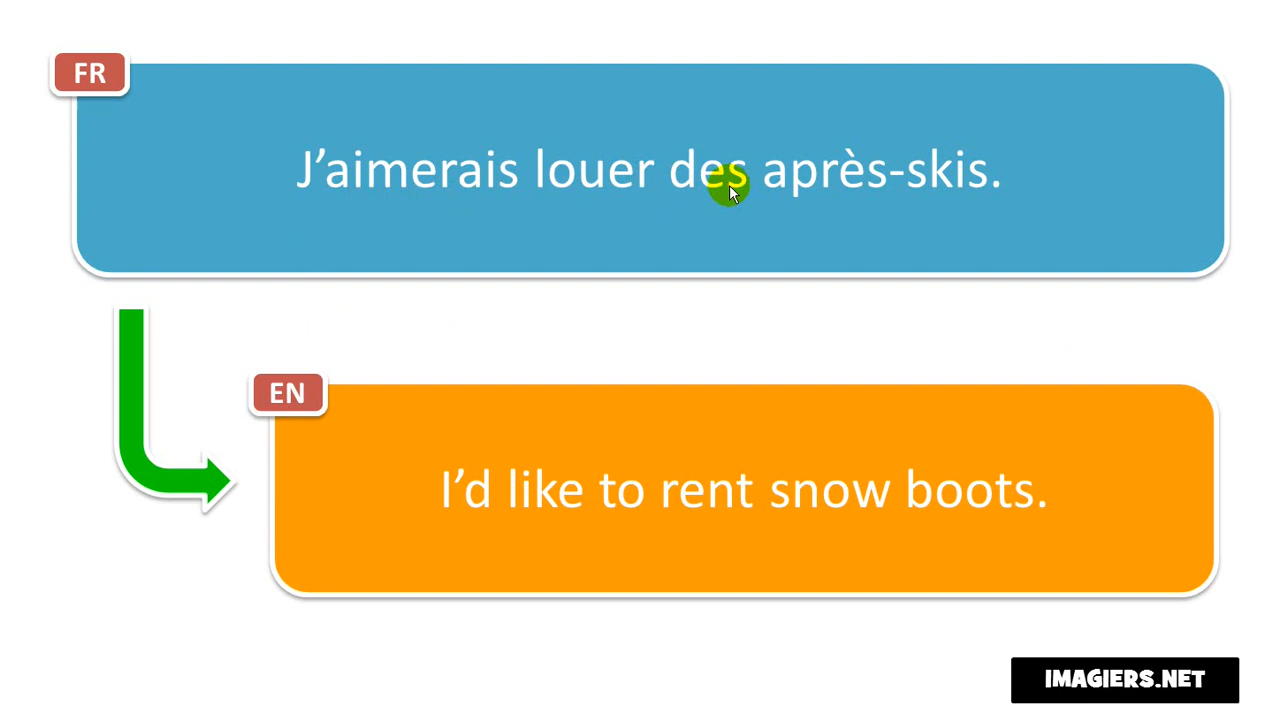 FR
J’aimerais louer des après-skis.
EN
I’d like to rent snow boots.
IMAGIERS.NET